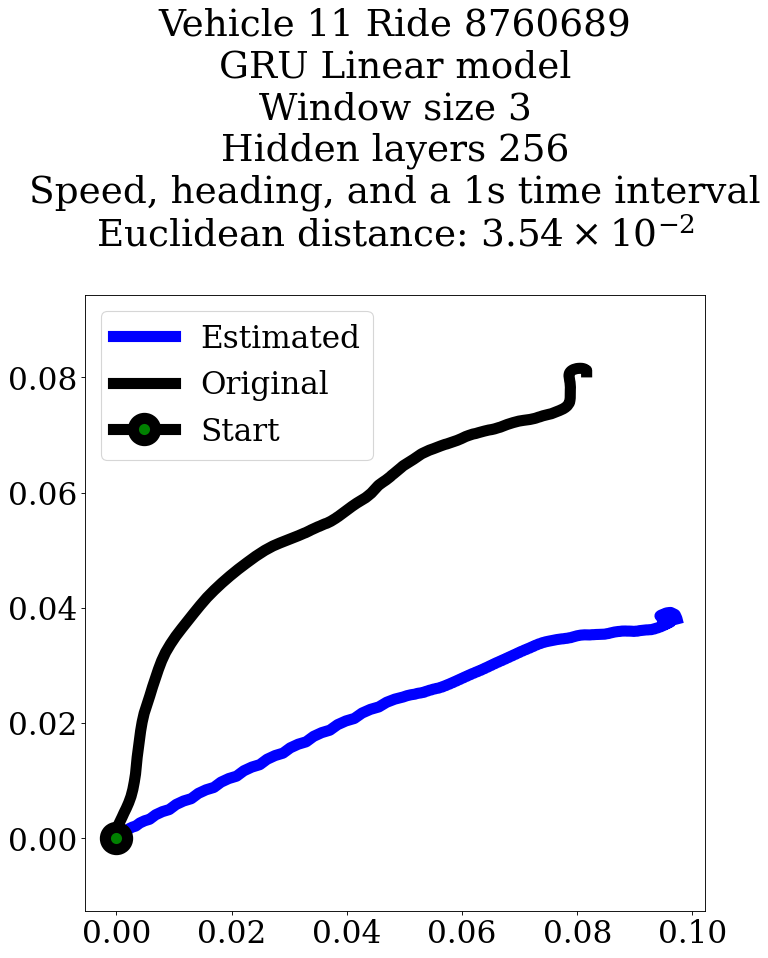 Vehicle 11 Ride 8760689
GRU Linear model
Window size 3
Hidden layers 256
Speed, heading, and a 1s time interval
Euclidean distance: 3.54 × 10⁻²
Estimated
Original
Start
0.08
0.06
0.04
0.02
0.00
0.00 0.02 0.04 0.06 0.08 0.10